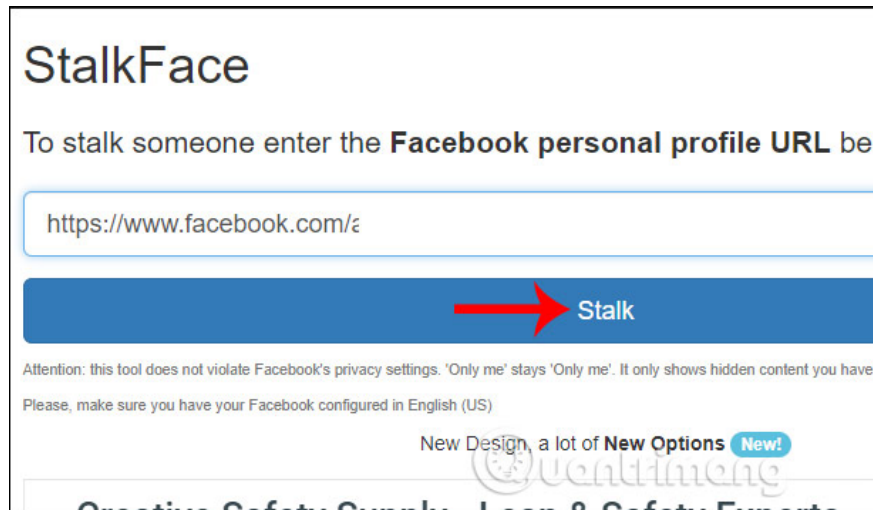 StalkFace
To stalk someone enter the Facebook personal profile URL be
https://www.facebook.com/a
Stalk
Attention: this tool does not violate Facebook's privacy settings. 'Only me' stays 'Only me'. It only shows hidden content you have
Please, make sure you have your Facebook configured in English (US)
New Design, a lot of New Options New!
Quantrimang
Creative Safety Supply - Lean & Safety Experts